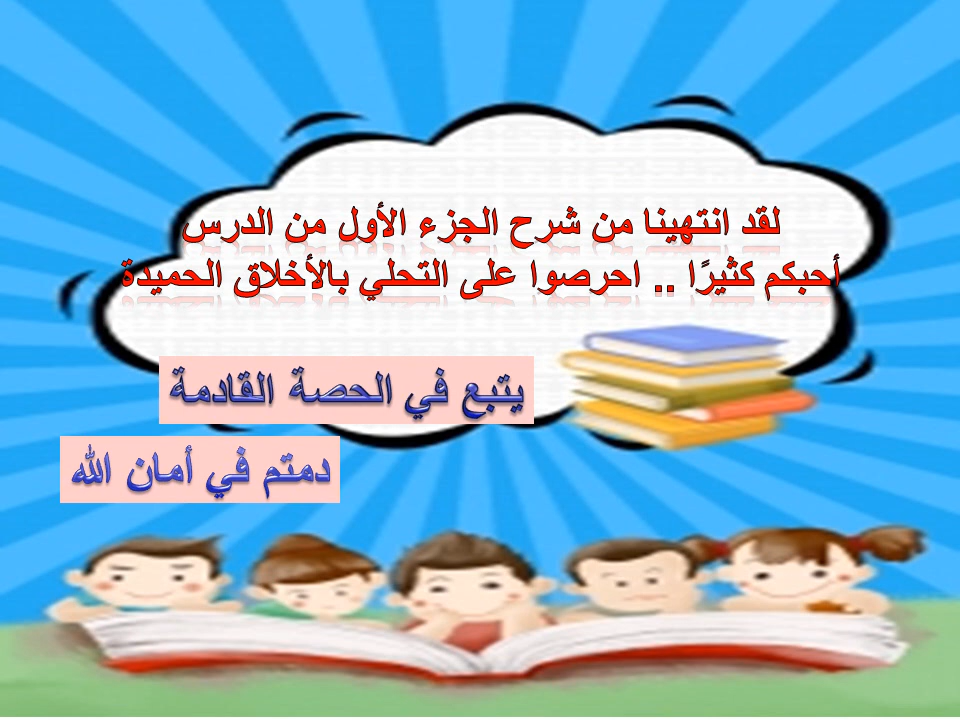 لقد انتهينا من شرح الجزء الأول من الدرس
أحبكم كثيرًا .. احرصوا على التحلي بالأخلاق الحميدة
يتبع في الحصة القادمة
دمتم في أمان الله